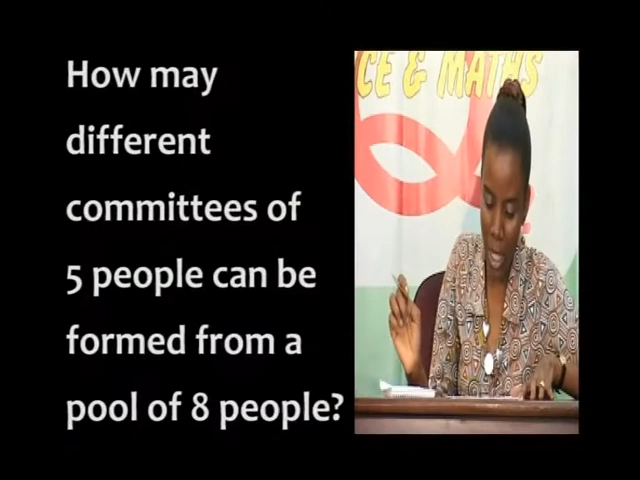 How may
different
committees of
5 people can be
formed from a
pool of 8 people?
CE & MATHS